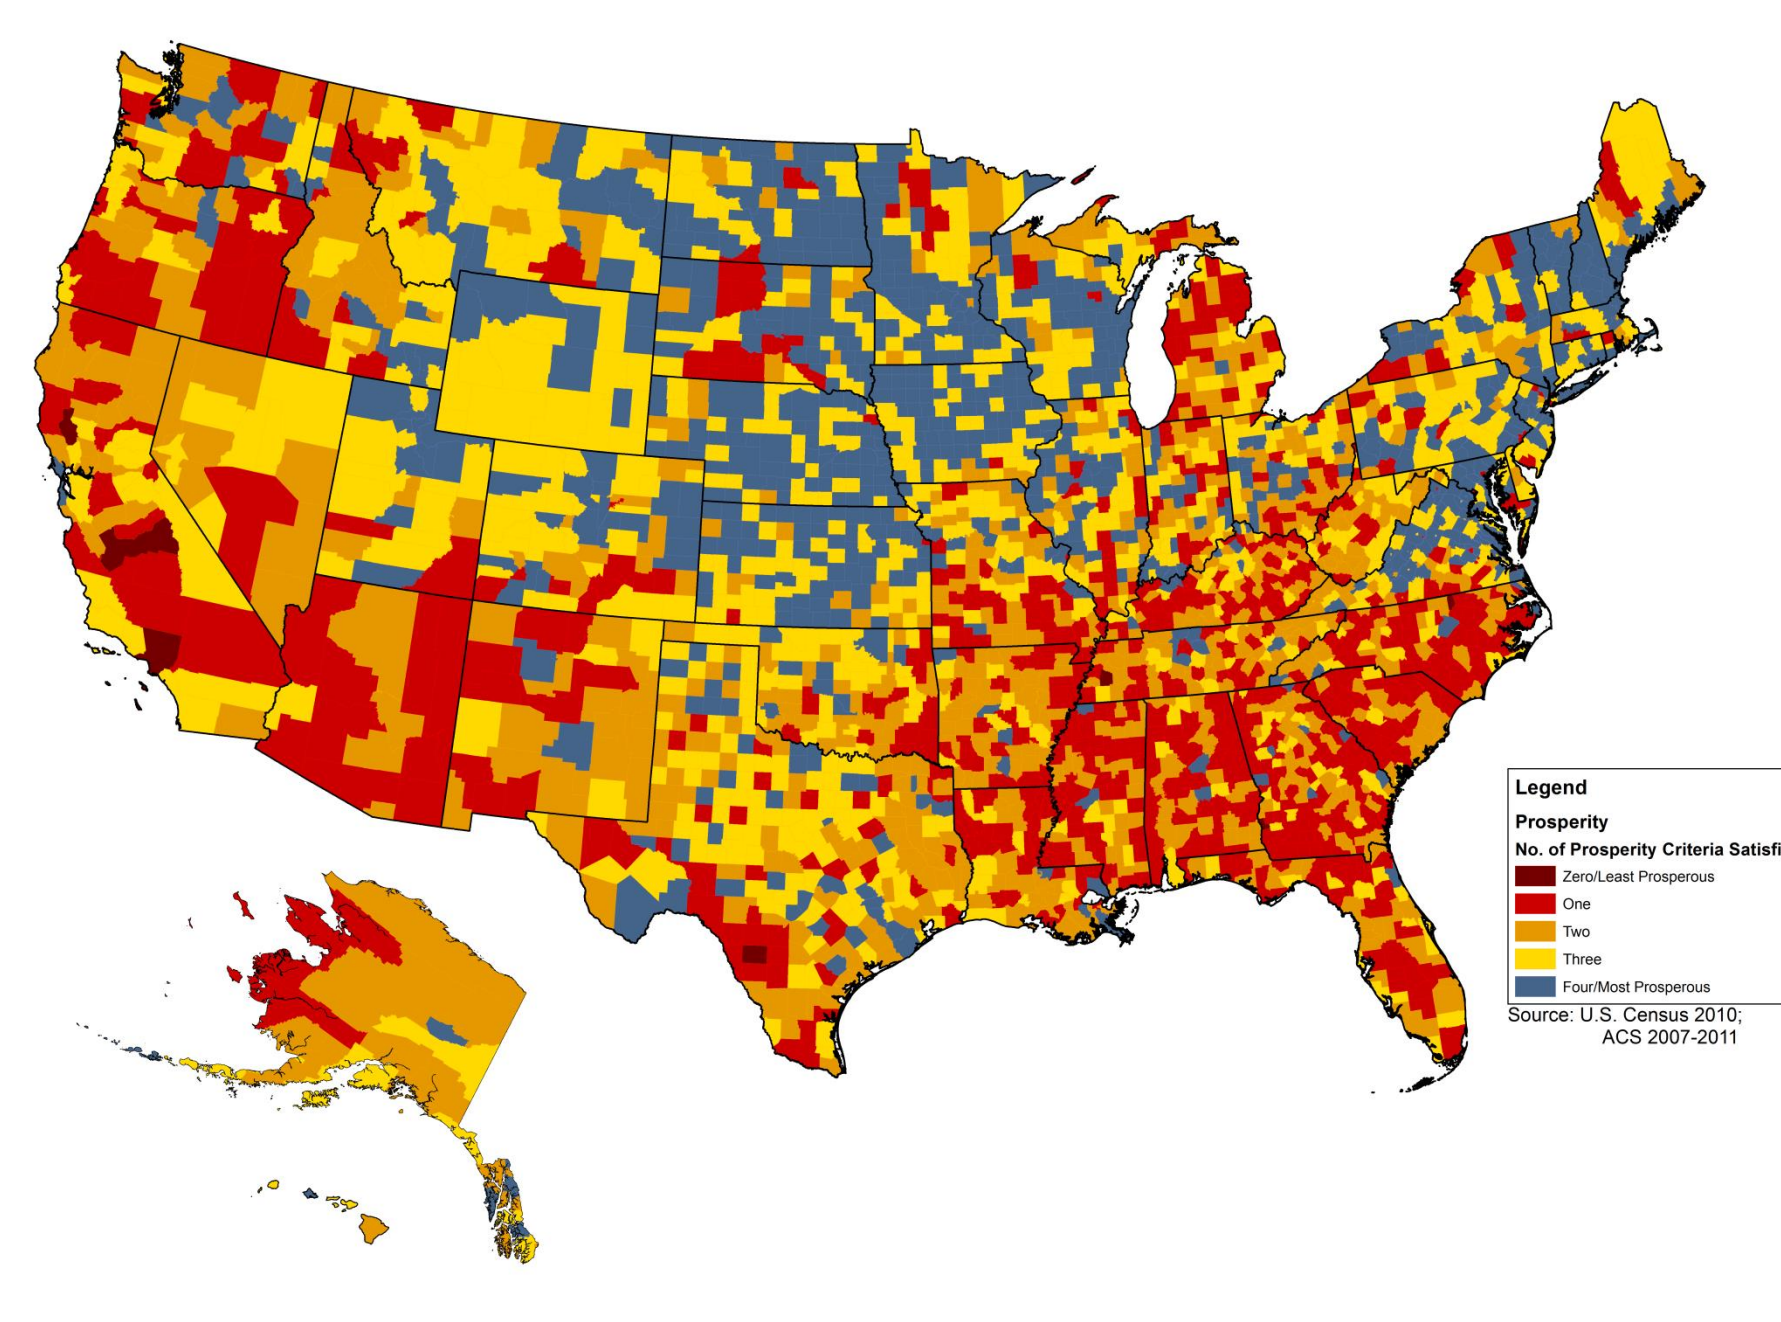 Legend
Prosperity
No. of Prosperity Criteria Satisfi
Zero/Least Prosperous
One
Two
Three
Four/Most Prosperous
Source: U.S. Census 2010;
ACS 2007-2011